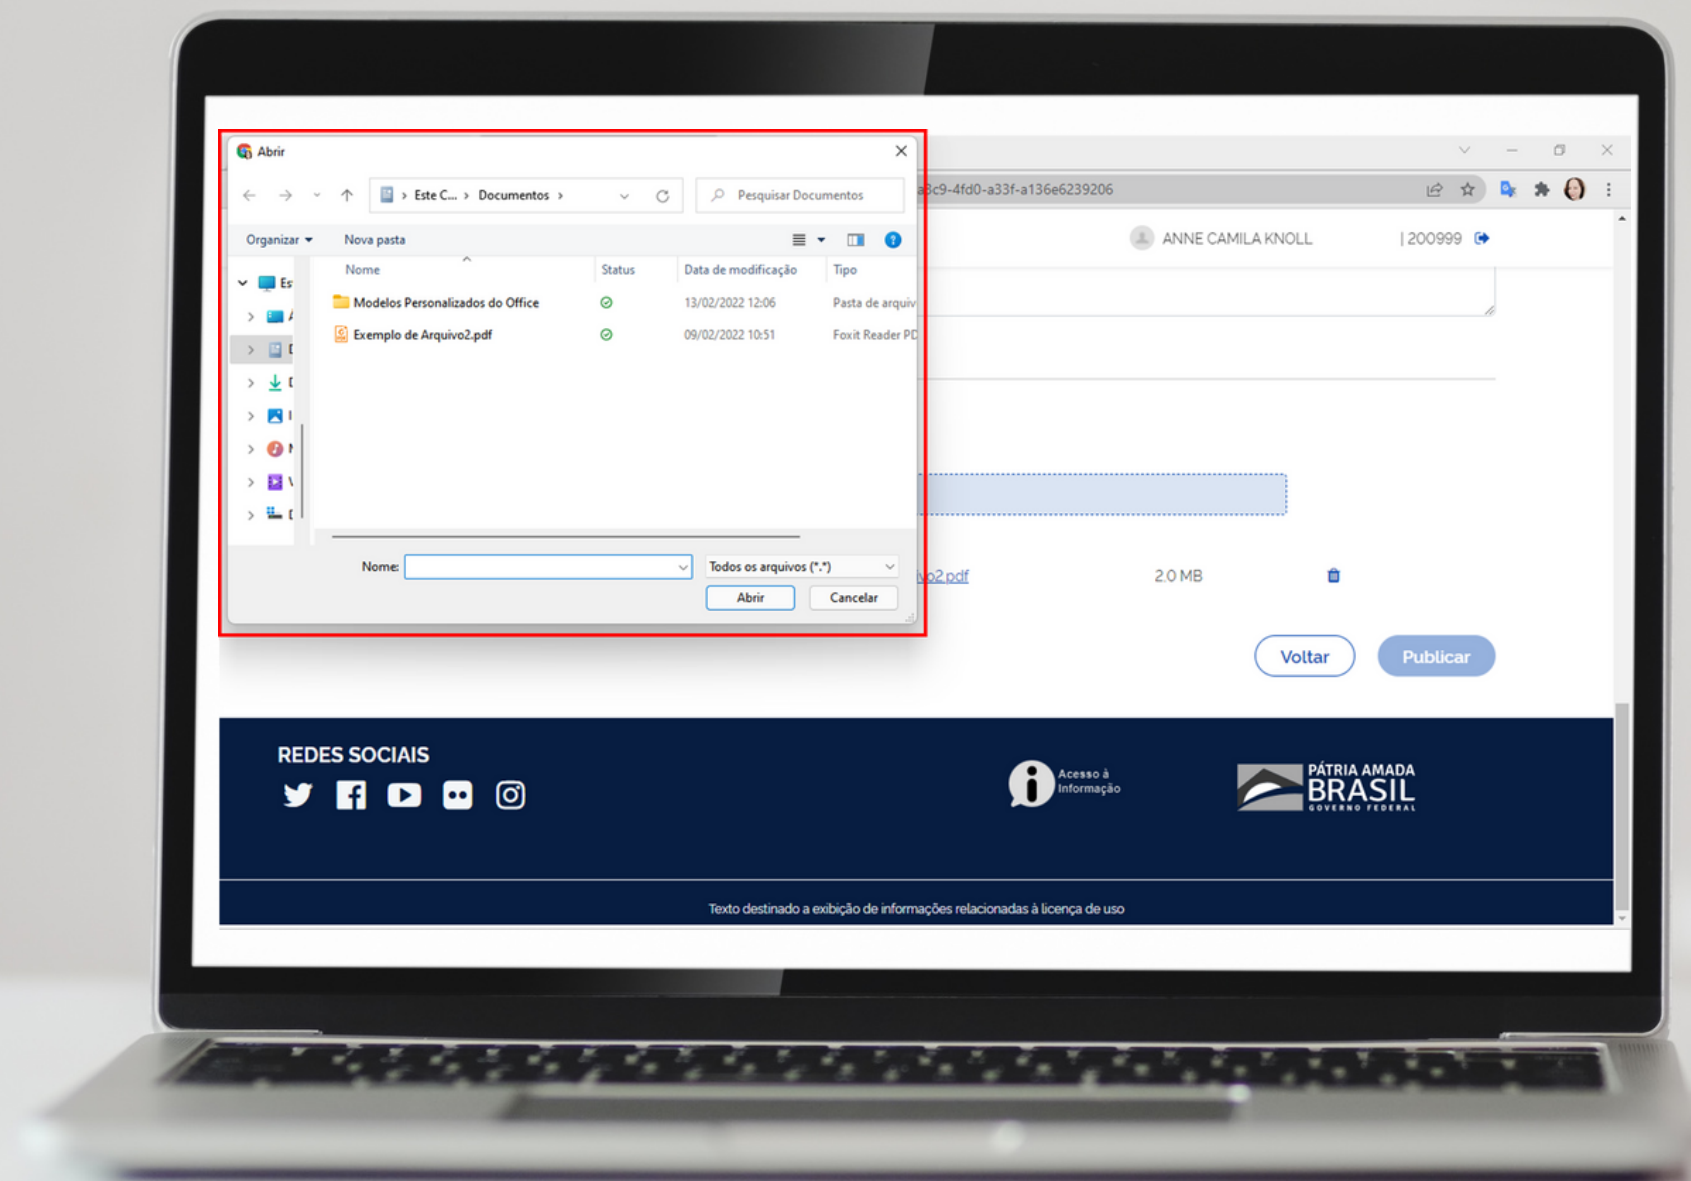 Abrir
a3c9-4fd0-a33f-a136e6239206
Este C... Documentos
Pesquisar Documentos
ANNE CAMILA KNOLL | 200999
Organizar Nova pasta
Nome Status Data de modificação Tipo
Modelos Personalizados do Office 13/02/2022 12:06 Pasta de arquiv
Exemplo de Arquivo2.pdf 09/02/2022 10:51 Foxit Reader PD
Nome: Todos os arquivos (*.*)
Abrir Cancelar
vo2.pdf 2.0 MB
Voltar Publicar
REDES SOCIAIS
Acesso à
Informação
PÁTRIA AMADA
BRASIL
GOVERNO FEDERAL
Texto destinado a exibição de informações relacionadas à licença de uso